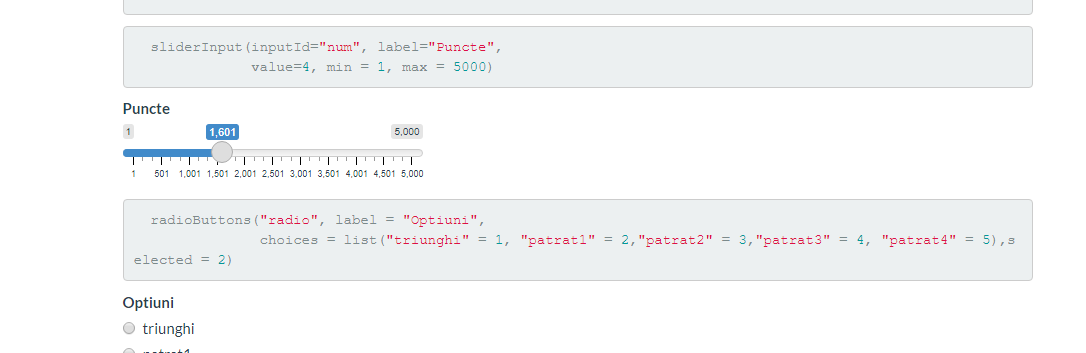 sliderInput(inputId="num", label="Puncte",
value=4, min = 1, max = 5000)
Puncte
1 1,601 5,000
1 501 1,001 1,501 2,001 2,501 3,001 3,501 4,001 4,501 5,000
radioButtons("radio", label = "Optiuni",
choices = list("triunghi" = 1, "patrat1" = 2,"patrat2" = 3,"patrat3" = 4, "patrat4" = 5),s
elected = 2)
Optiuni
triunghi
patrat1